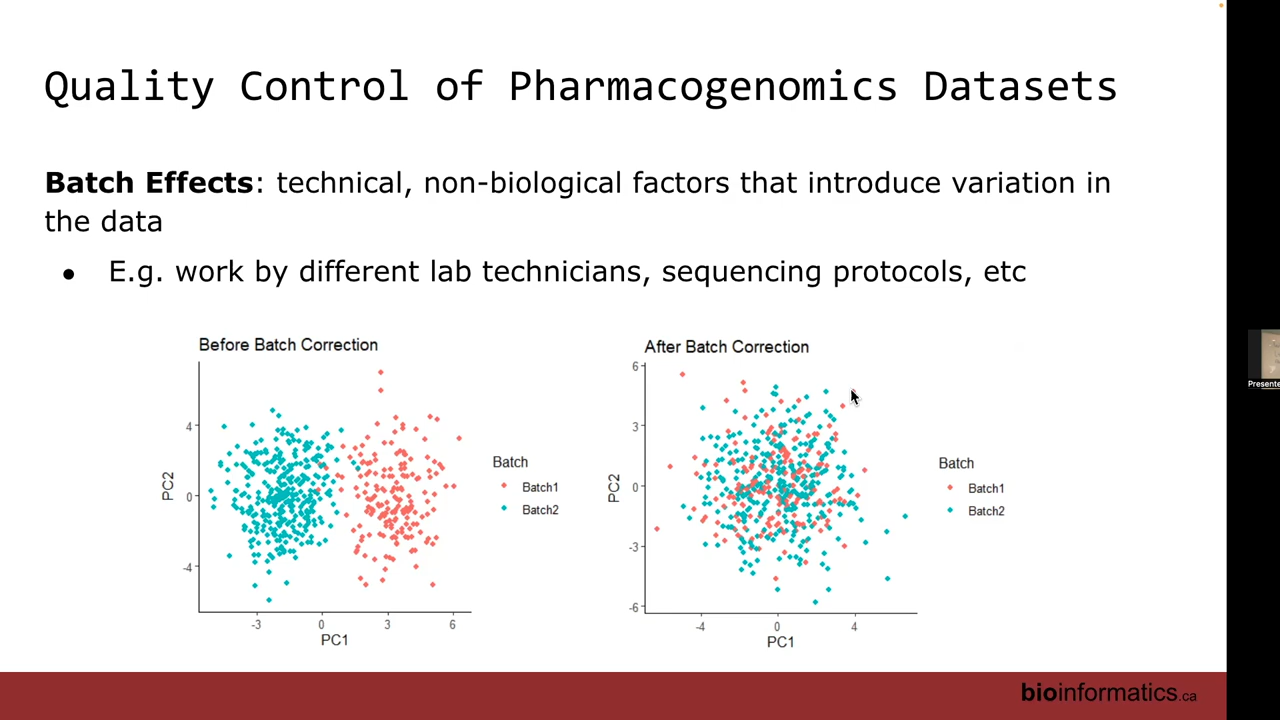 Quality Control of Pharmacogenomics Datasets
Batch Effects: technical, non-biological factors that introduce variation in
the data
● E.g. work by different lab technicians, sequencing protocols, etc
Before Batch Correction
4
0
-4
PC2
-3 0 3 6
PC1
Batch
Batch1
Batch2
After Batch Correction
6
3
0
-3
-6
PC2
-4 0 4
PC1
Batch
Batch1
Batch2
Presente
bioinformatics.ca